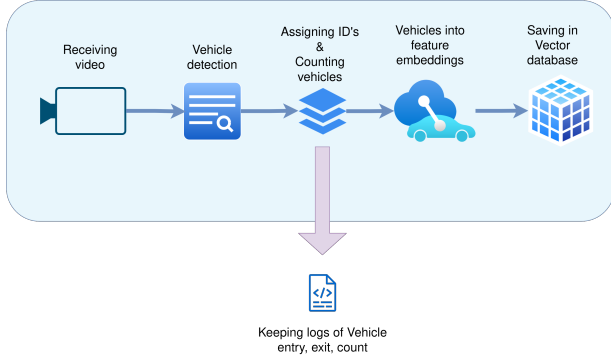 Receiving
video
Vehicle
detection
Assigning ID's
&
Counting
vehicles
Vehicles into
feature
embeddings
Saving in
Vector
database
</>
Keeping logs of Vehicle
entry, exit, count